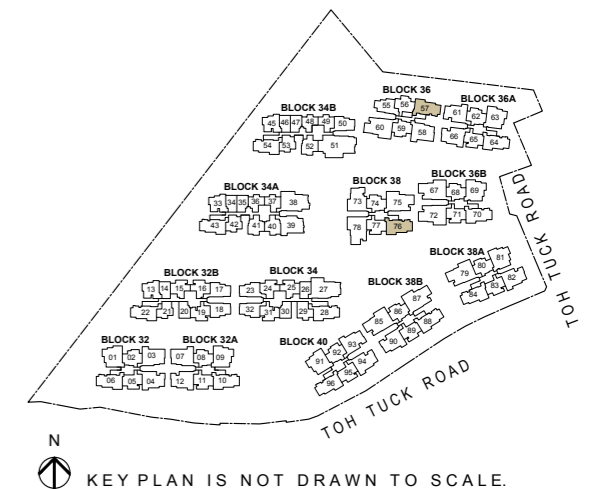 BLOCK 36
55 56 57
BLOCK 36A
61 62 63
60 59 58
66 65 64
BLOCK 34B
45 46 47 48 49 50
54 53 52 51
BLOCK 34A
33 34 35 36 37 38
43 42 41 40 39
BLOCK 38
73 74 75
78 77 76
BLOCK 36B
67 68 69
72 71 70
TOH TUCK ROAD
BLOCK 38A
79 80 81
84 83 82
BLOCK 32B
13 14 15 16 17
22 21 20 19 18
BLOCK 34
23 24 25 26 27
32 31 30 29 28
BLOCK 38B
85 86 87
90 89 88
BLOCK 32
01 02 03
06 05 04
BLOCK 32A
07 08 09
12 11 10
BLOCK 40
91 92 93
96 95 94
TOH TUCK ROAD
N
KEY PLAN IS NOT DRAWN TO SCALE.